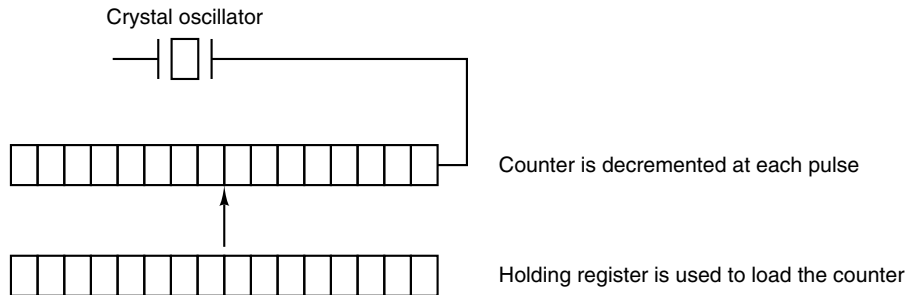 Crystal oscillator
Counter is decremented at each pulse
Holding register is used to load the counter